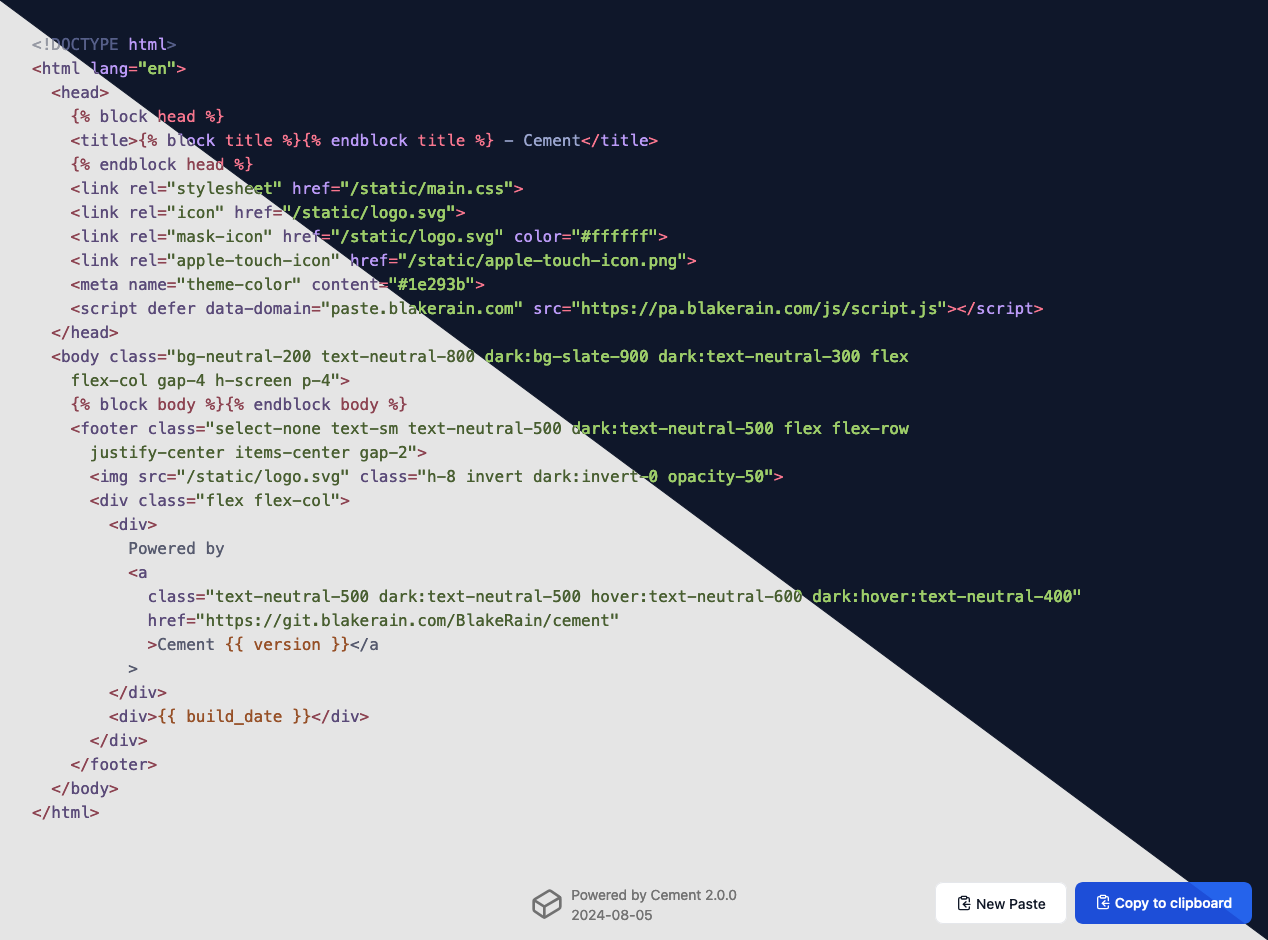 <!DOCTYPE html>
<html lang="en">
  <head>
    {% block head %}
    <title>{% block title %}{% endblock title %} – Cement</title>
    {% endblock head %}
    <link rel="stylesheet" href="/static/main.css">
    <link rel="icon" href="/static/logo.svg">
    <link rel="mask-icon" href="/static/logo.svg" color="#ffffff">
    <link rel="apple-touch-icon" href="/static/apple-touch-icon.png">
    <meta name="theme-color" content="#1e293b">
    <script defer data-domain="paste.blakerain.com" src="https://pa.blakerain.com/js/script.js"></script>
  </head>
  <body class="bg-neutral-200 text-neutral-800 dark:bg-slate-900 dark:text-neutral-300 flex
    flex-col gap-4 h-screen p-4">
    {% block body %}{% endblock body %}
    <footer class="select-none text-sm text-neutral-500 dark:text-neutral-500 flex flex-row
      justify-center items-center gap-2">
      <img src="/static/logo.svg" class="h-8 invert dark:invert-0 opacity-50">
      <div class="flex flex-col">
        <div>
          Powered by
          <a
            class="text-neutral-500 dark:text-neutral-500 hover:text-neutral-600 dark:hover:text-neutral-400"
            href="https://git.blakerain.com/BlakeRain/cement"
            >Cement {{ version }}</a
          >
        </div>
        <div>{{ build_date }}</div>
      </div>
    </footer>
  </body>
</html>
Powered by Cement 2.0.0
2024-08-05
New Paste
Copy to clipboard